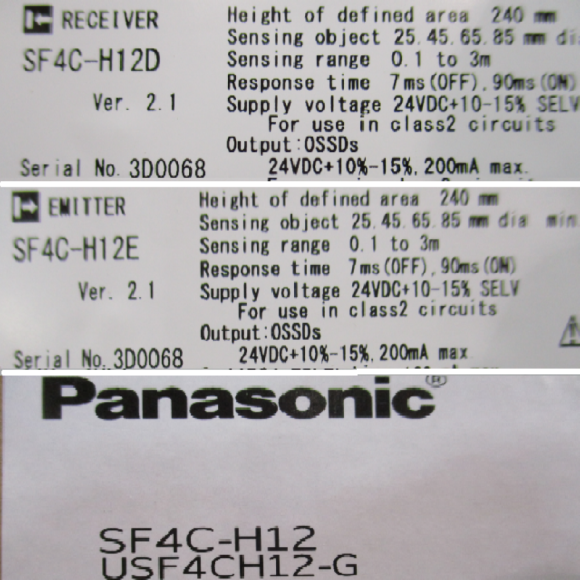 RECEIVER
SF4C-H12D
Ver. 2.1
Serial No. 3D0068
Height of defined area 240 mm
Sensing object 25.45.65.85 mm di
Sensing range 0.1 to 3m
Response time 7ms(OFF), 90ms(ON)
Supply voltage 24VDC+10-15% SELV
For use in class2 circuits
Output:OSSDs
24VDC+10%-15%, 200mA max.
EMITTER
SF4C-H12E
Ver. 2.1
Serial No. 3D0068
Height of defined area 240 mm
Sensing object 25.45.65.85 mm dia min
Sensing range 0.1 to 3m
Response time 7ms(OFF), 90ms(ON)
Supply voltage 24VDC+10-15% SELV
For use in class2 circuits
Output:OSSDs
24VDC+10%-15%, 200mA max
Panasonic®
SF4C-H12
USF4CH12-G